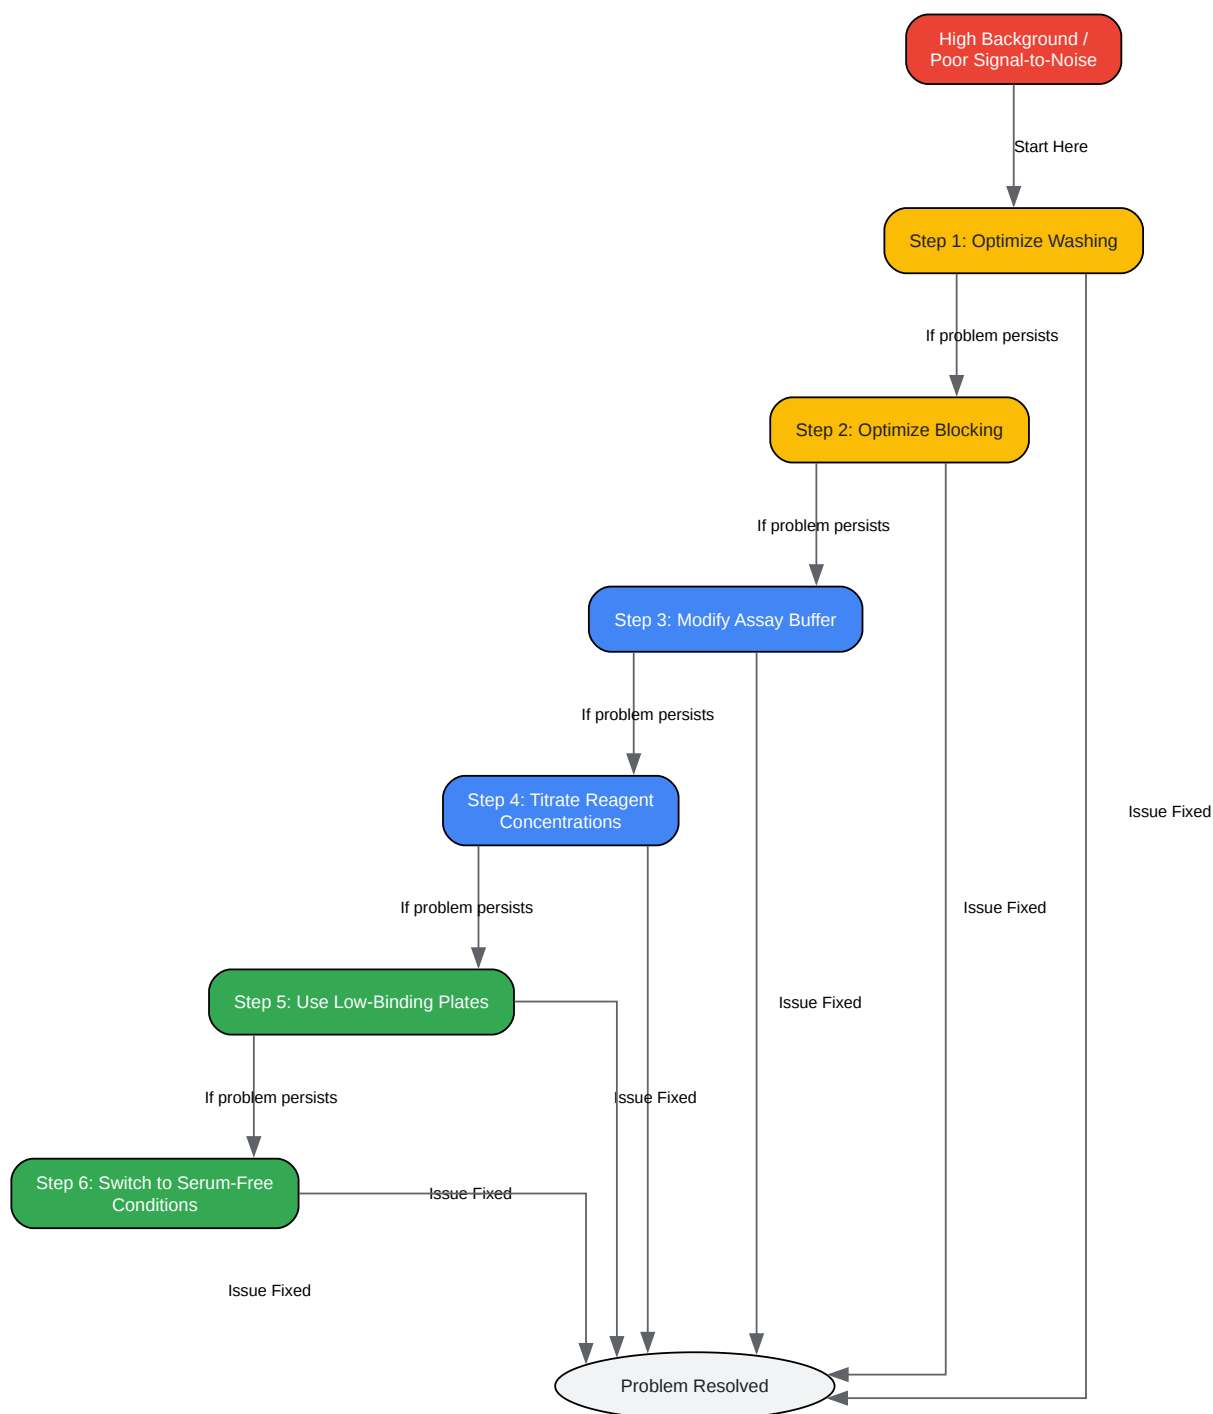 High Background /
Poor Signal-to-Noise
Start Here
Step 1: Optimize Washing
If problem persists
Step 2: Optimize Blocking
If problem persists
Step 3: Modify Assay Buffer
If problem persists
Step 4: Titrate Reagent
Concentrations
Issue Fixed
If problem persists
Issue Fixed
Step 5: Use Low-Binding Plates
Issue Fixed
If problem persists
Issue Fixed
Step 6: Switch to Serum-Free
Conditions
Issue Fixed
Issue Fixed
Problem Resolved